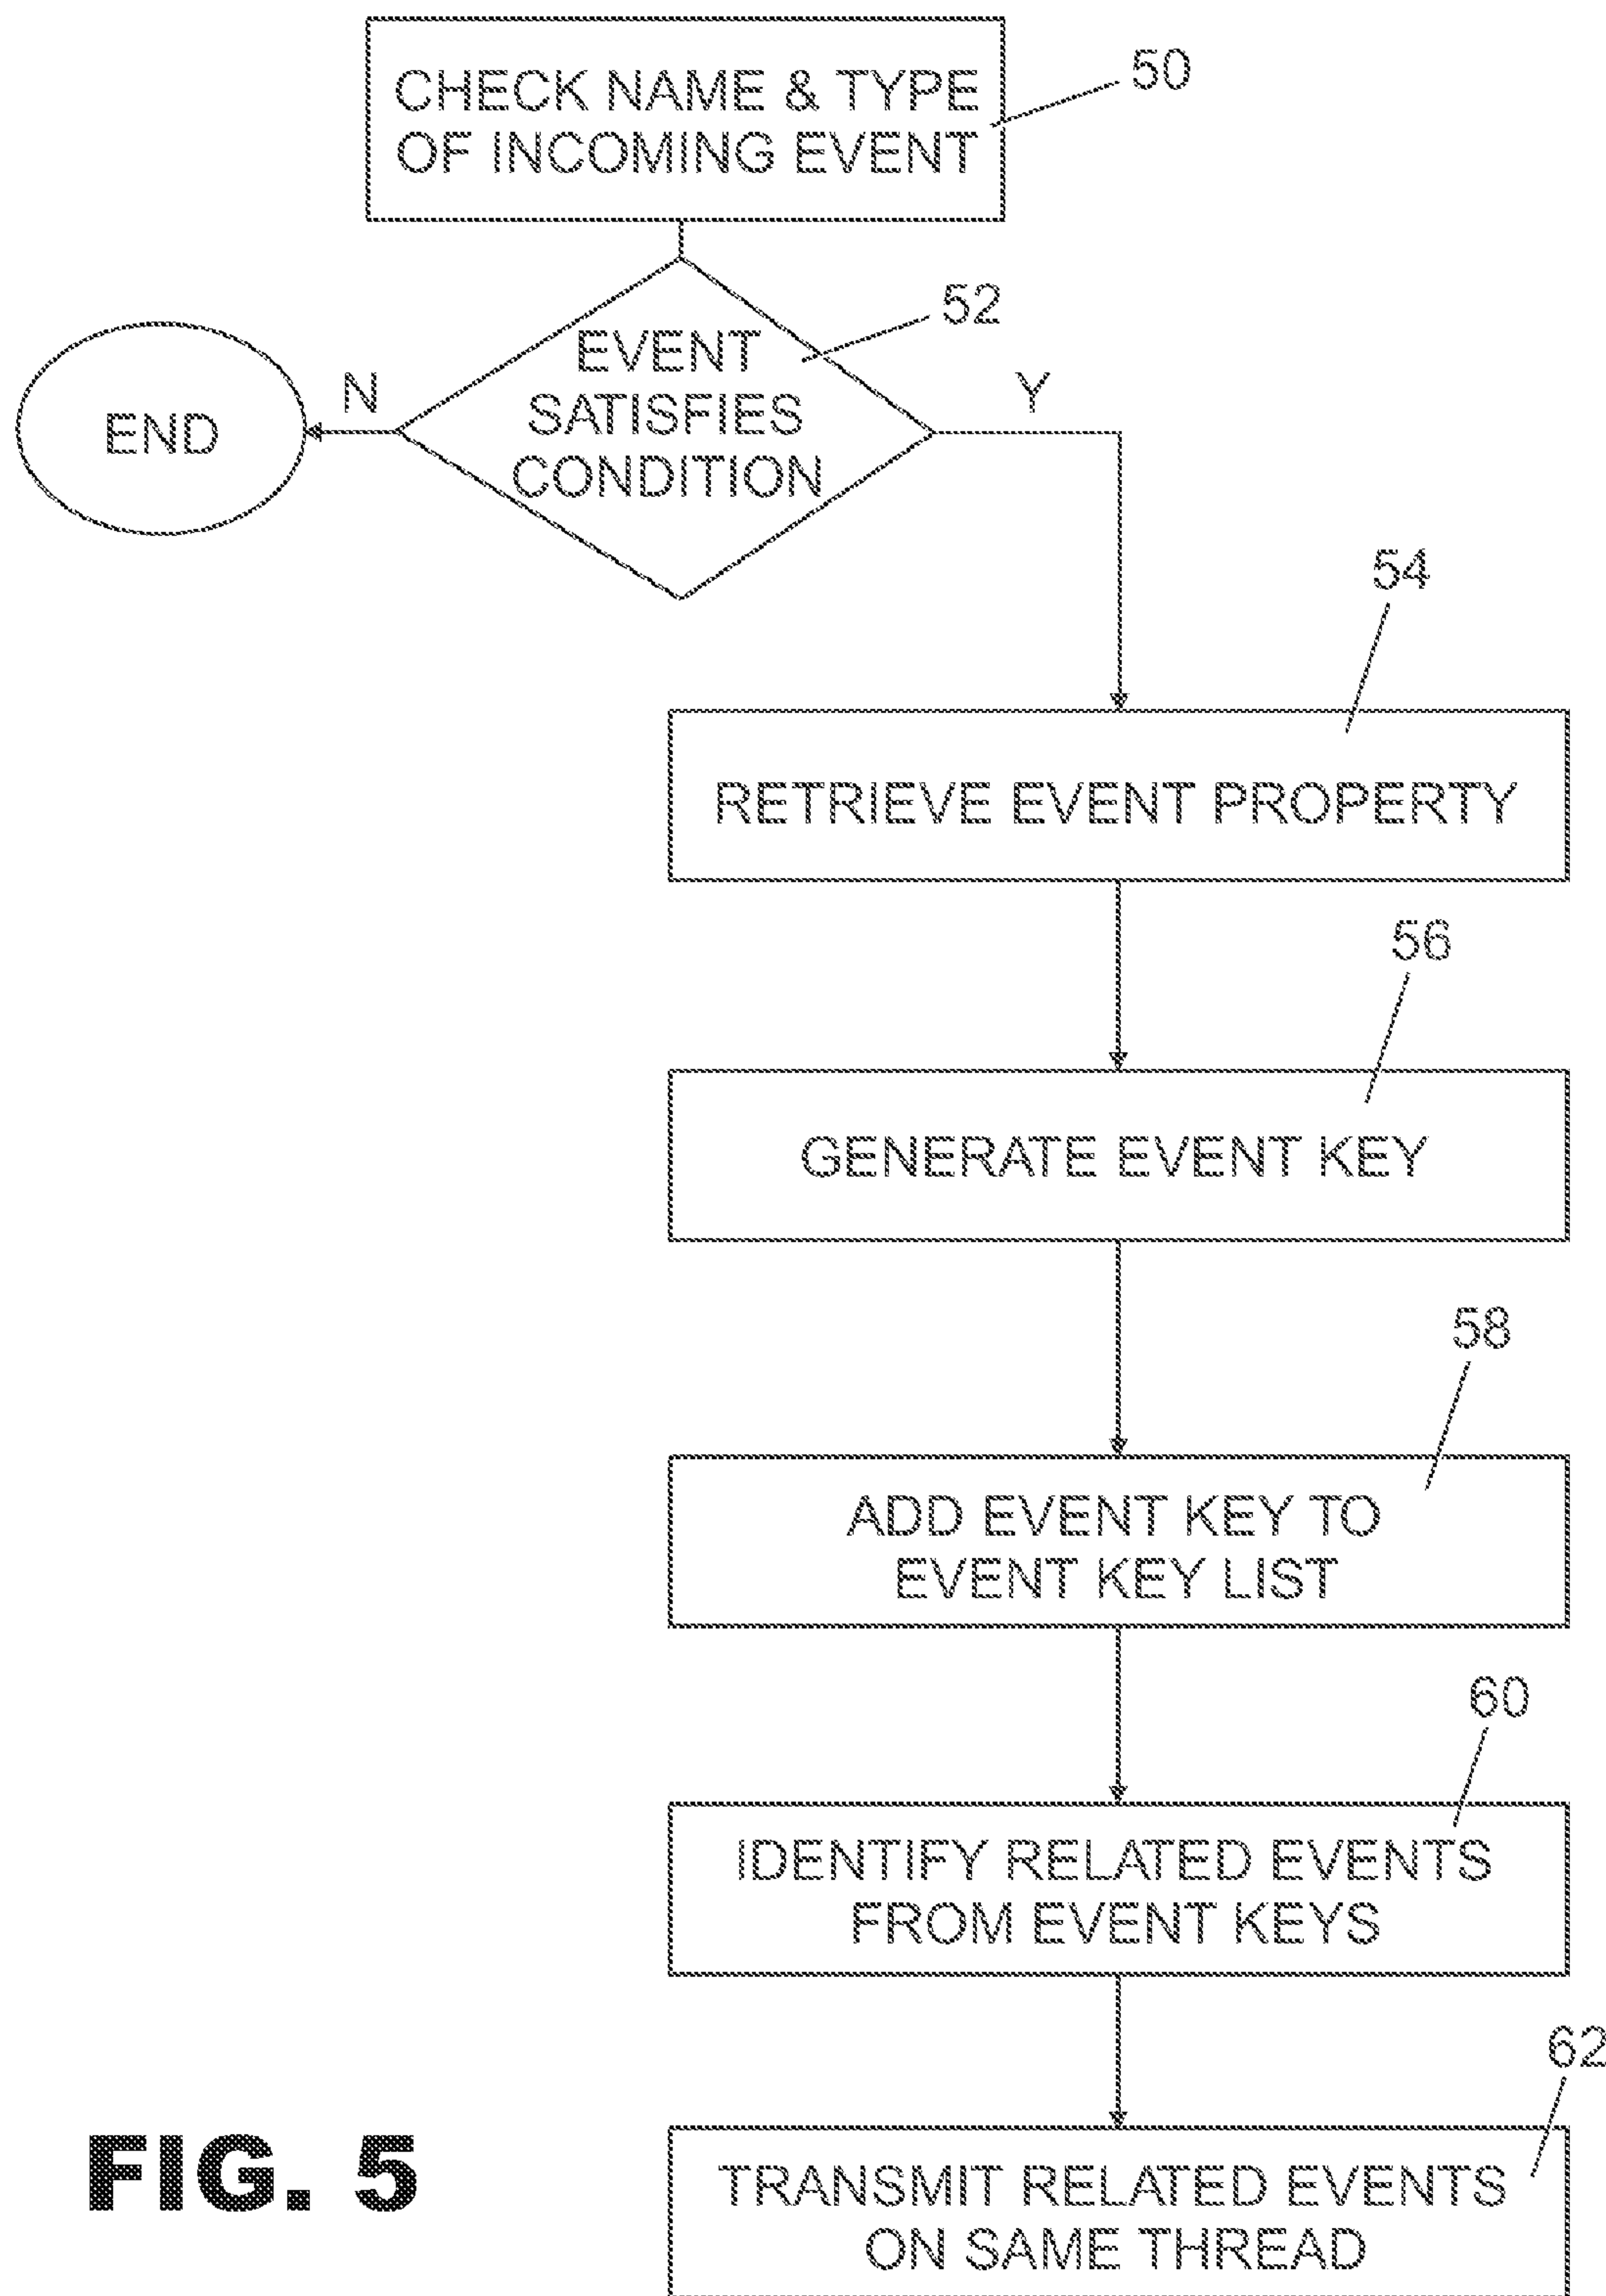 CHECK NAME & TYPE
OF INCOMING EVENT
50
52
EVENT
SATISFIES
CONDITION
N
Y
END
54
RETRIEVE EVENT PROPERTY
56
GENERATE EVENT KEY
58
ADD EVENT KEY TO
EVENT KEY LIST
60
IDENTIFY RELATED EVENTS
FROM EVENT KEYS
62
TRANSMIT RELATED EVENTS
ON SAME THREAD
FIG. 5